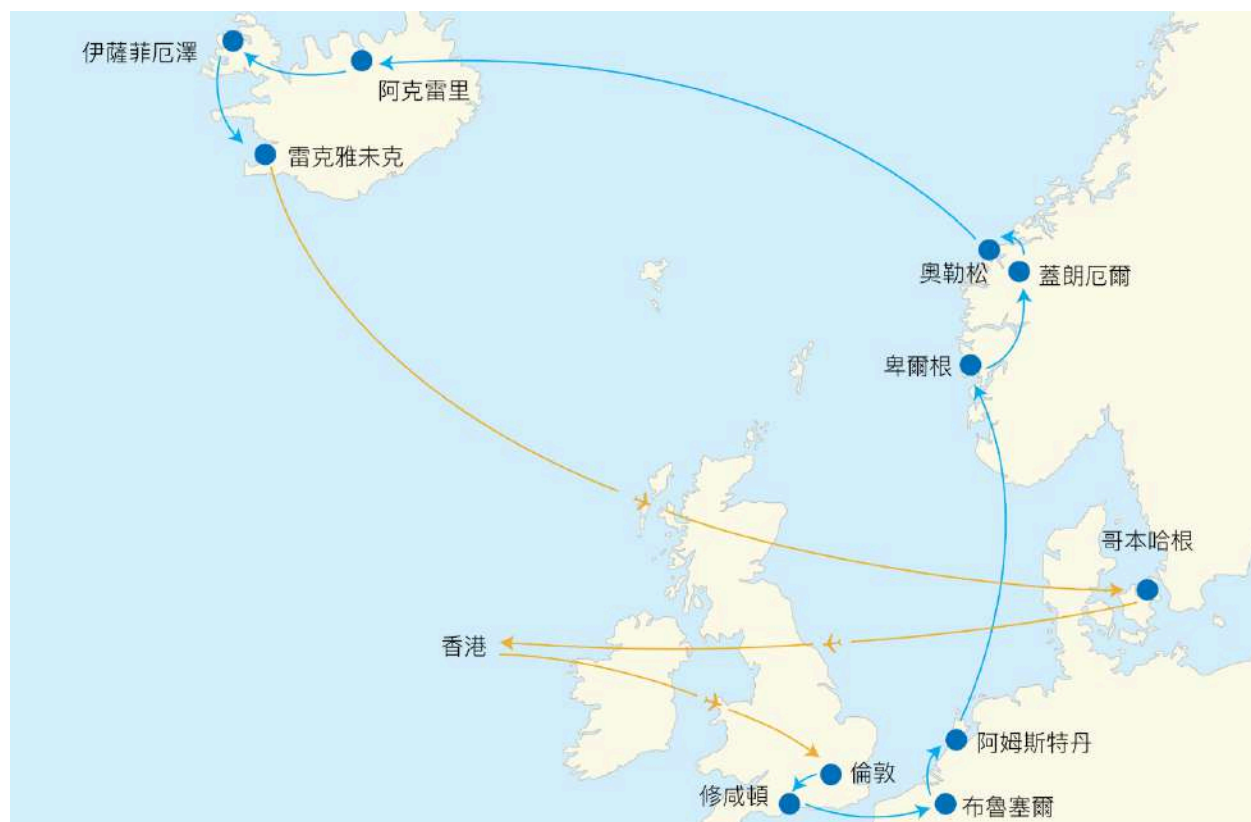 伊薩菲厄澤
阿克雷里
雷克雅未克
奧勒松
蓋朗厄爾
卑爾根
哥本哈根
香港
阿姆斯特丹
倫敦
修咸頓
布魯塞爾